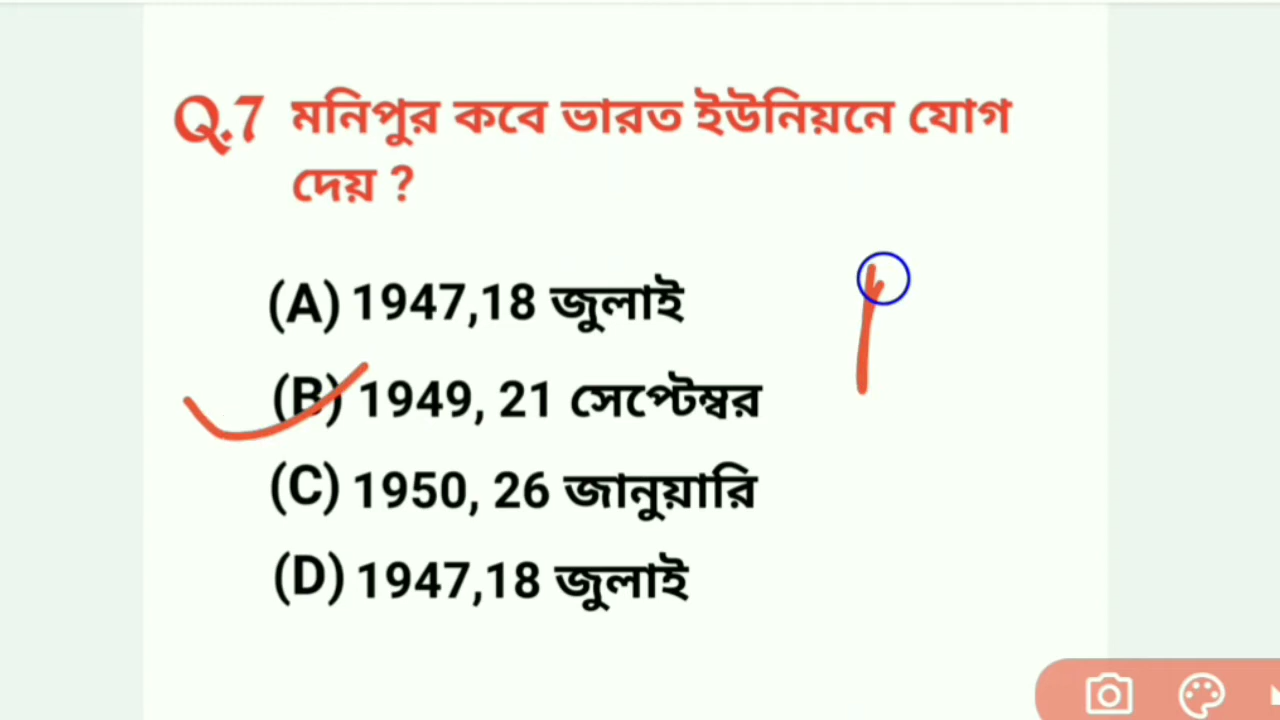 Q.7 মনিপুর কবে ভারত ইউনিয়নে যোগ
দেয় ?
(A) 1947,18 জুলাই
(B) 1949, 21 সেপ্টেম্বর
(C) 1950, 26 জানুয়ারি
(D) 1947,18 জুলাই